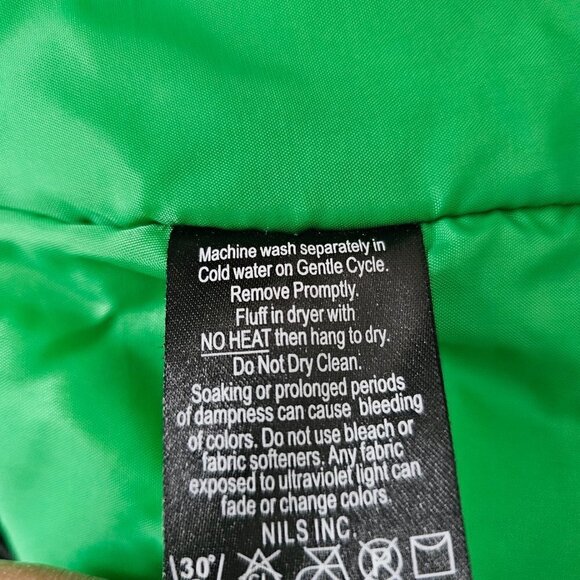 Machine wash separately in
Cold water on Gentle Cycle.
Remove Promptly.
Fluff in dryer with
NO HEAT then hang to dry.
Do Not Dry Clean.
Soaking or prolonged periods
of dampness can cause bleeding
of colors. Do not use bleach or
fabric softeners. Any fabric
exposed to ultraviolet light can
fade or change colors.
NILS INC.
30° CL P